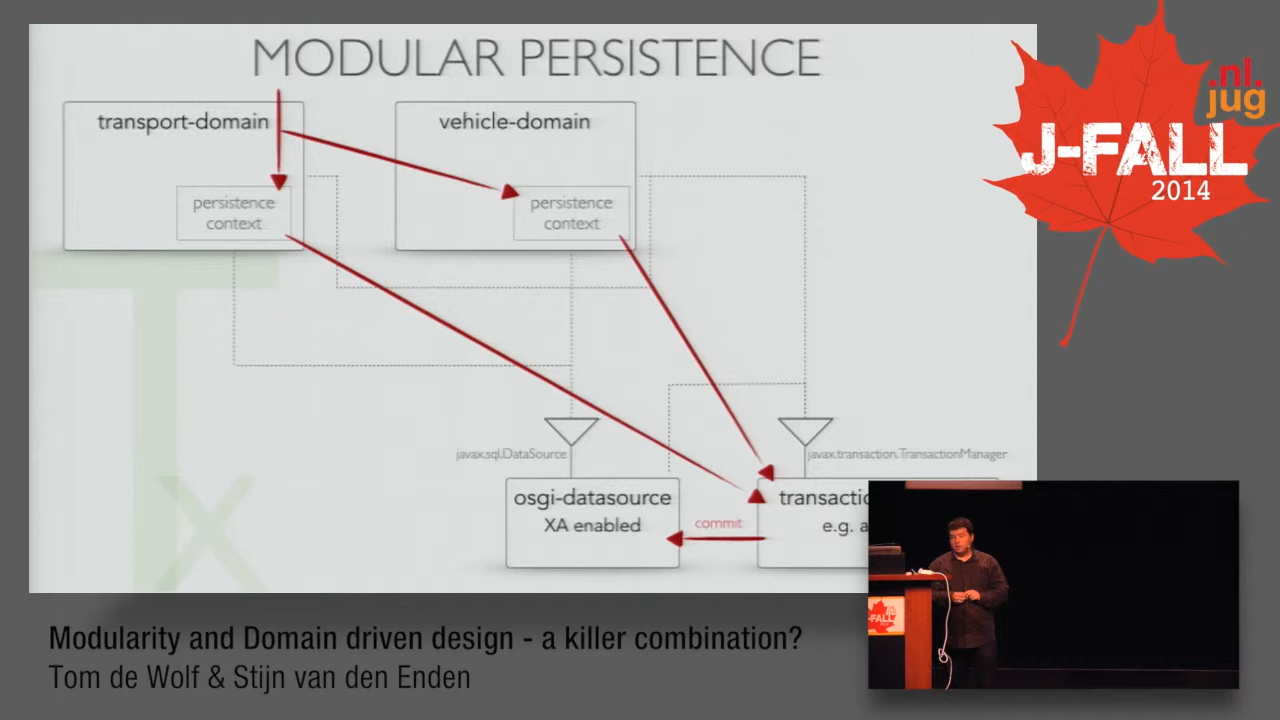 MODULAR PERSISTENCE
transport-domain
persistence
context
vehicle-domain
persistence
context
javax.sql.DataSource
javax.transaction.TransactionManager
osgi-datasource
XA enabled
commit
e.g.
.nl.
jug
J-FALL
2014
T
x
Modularity and Domain driven design - a killer combination?
Tom de Wolf & Stijn van den Enden